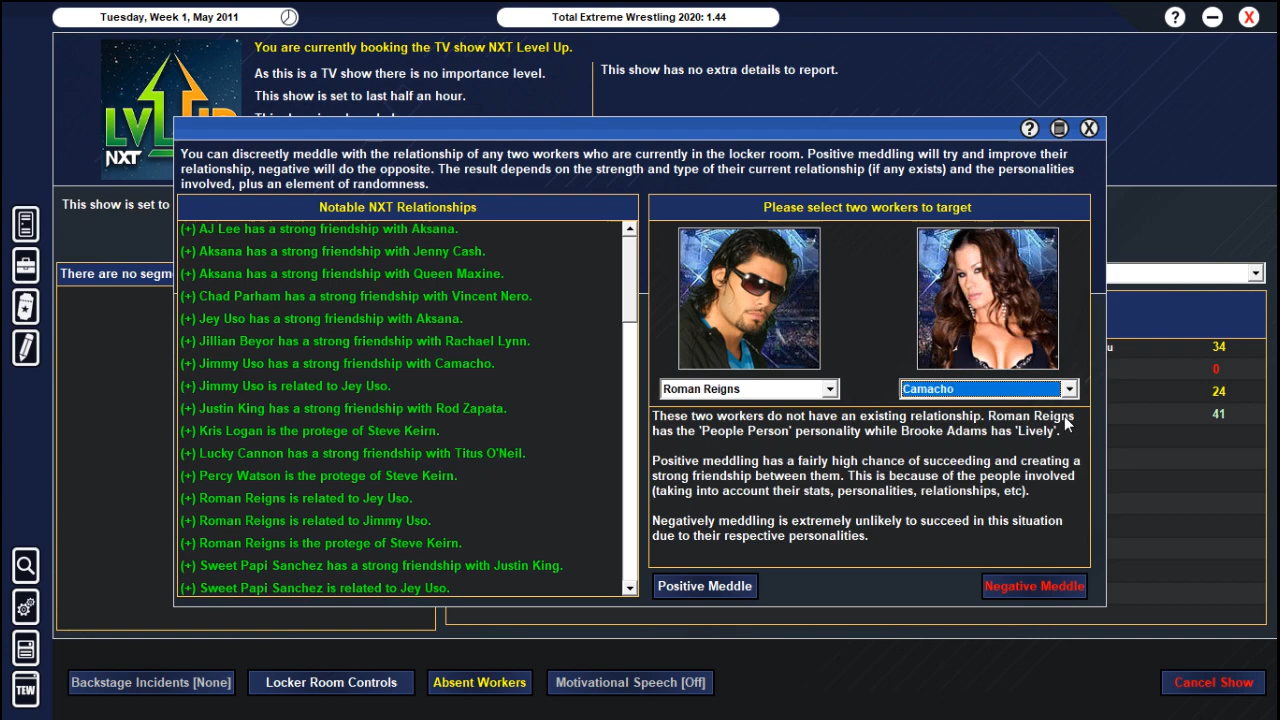 Tuesday, Week 1, May 2011
Total Extreme Wrestling 2020: 1.44
? X
LVL UP
NXT
You are currently booking the TV show NXT Level Up.
As this is a TV show there is no importance level.
This show is set to last half an hour.
This show has no extra details to report.
? X
You can discreetly meddle with the relationship of any two workers who are currently in the locker room. Positive meddling will try and improve their
relationship, negative will do the opposite. The result depends on the strength and type of their current relationship (if any exists) and the personalities
involved, plus an element of randomness.
This show is set to
There are no segm
Notable NXT Relationships
(+) AJ Lee has a strong friendship with Aksana.
(+) Aksana has a strong friendship with Jenny Cash.
(+) Aksana has a strong friendship with Queen Maxine.
(+) Chad Parham has a strong friendship with Vincent Nero.
(+) Jey Uso has a strong friendship with Aksana.
(+) Jillian Beyor has a strong friendship with Rachael Lynn.
(+) Jimmy Uso has a strong friendship with Camacho.
(+) Jimmy Uso is related to Jey Uso.
(+) Justin King has a strong friendship with Rod Zapata.
(+) Kris Logan is the protege of Steve Keirn.
(+) Lucky Cannon has a strong friendship with Titus O'Neil.
(+) Percy Watson is the protege of Steve Keirn.
(+) Roman Reigns is related to Jey Uso.
(+) Roman Reigns is related to Jimmy Uso.
(+) Roman Reigns is the protege of Steve Keirn.
(+) Sweet Papi Sanchez has a strong friendship with Justin King.
(+) Sweet Papi Sanchez is related to Jey Uso.
Please select two workers to target
Roman Reigns
Camacho
These two workers do not have an existing relationship. Roman Reigns
has the 'People Person' personality while Brooke Adams has 'Lively'.
Positive meddling has a fairly high chance of succeeding and creating a
strong friendship between them. This is because of the people involved
(taking into account their stats, personalities, relationships, etc).
Negatively meddling is extremely unlikely to succeed in this situation
due to their respective personalities.
Positive Meddle
Negative Meddle
u 34
0
24
41
TEW
Backstage Incidents [None]
Locker Room Controls
Absent Workers
Motivational Speech [Off]
Cancel Show